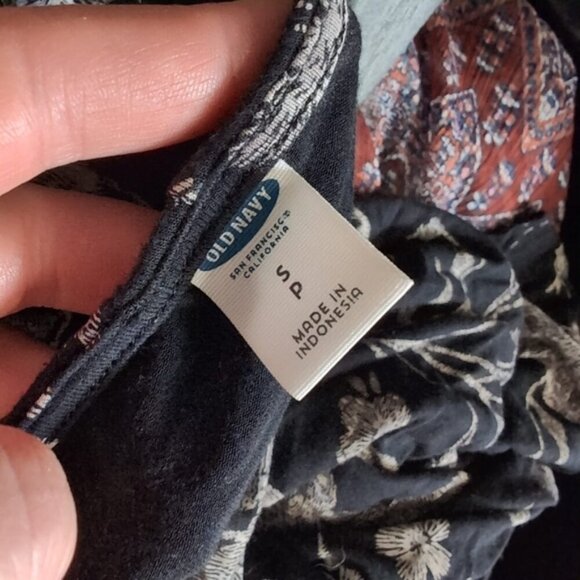 OLD NAVY
SAN FRANCISCO
CALIFORNIA
S
P
MADE IN
INDONESIA